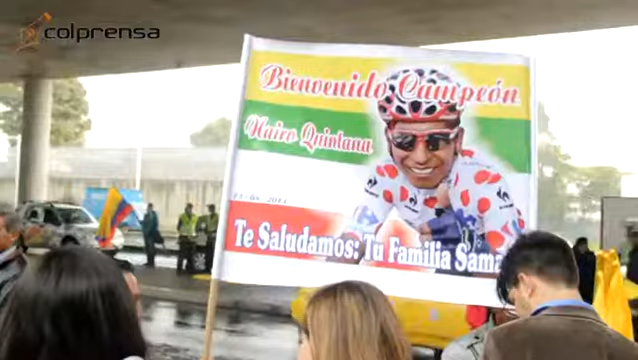 colprensa
Bienvenido Campeón
Nairo Quintana
Te Saludamos: Tu Familia Sama